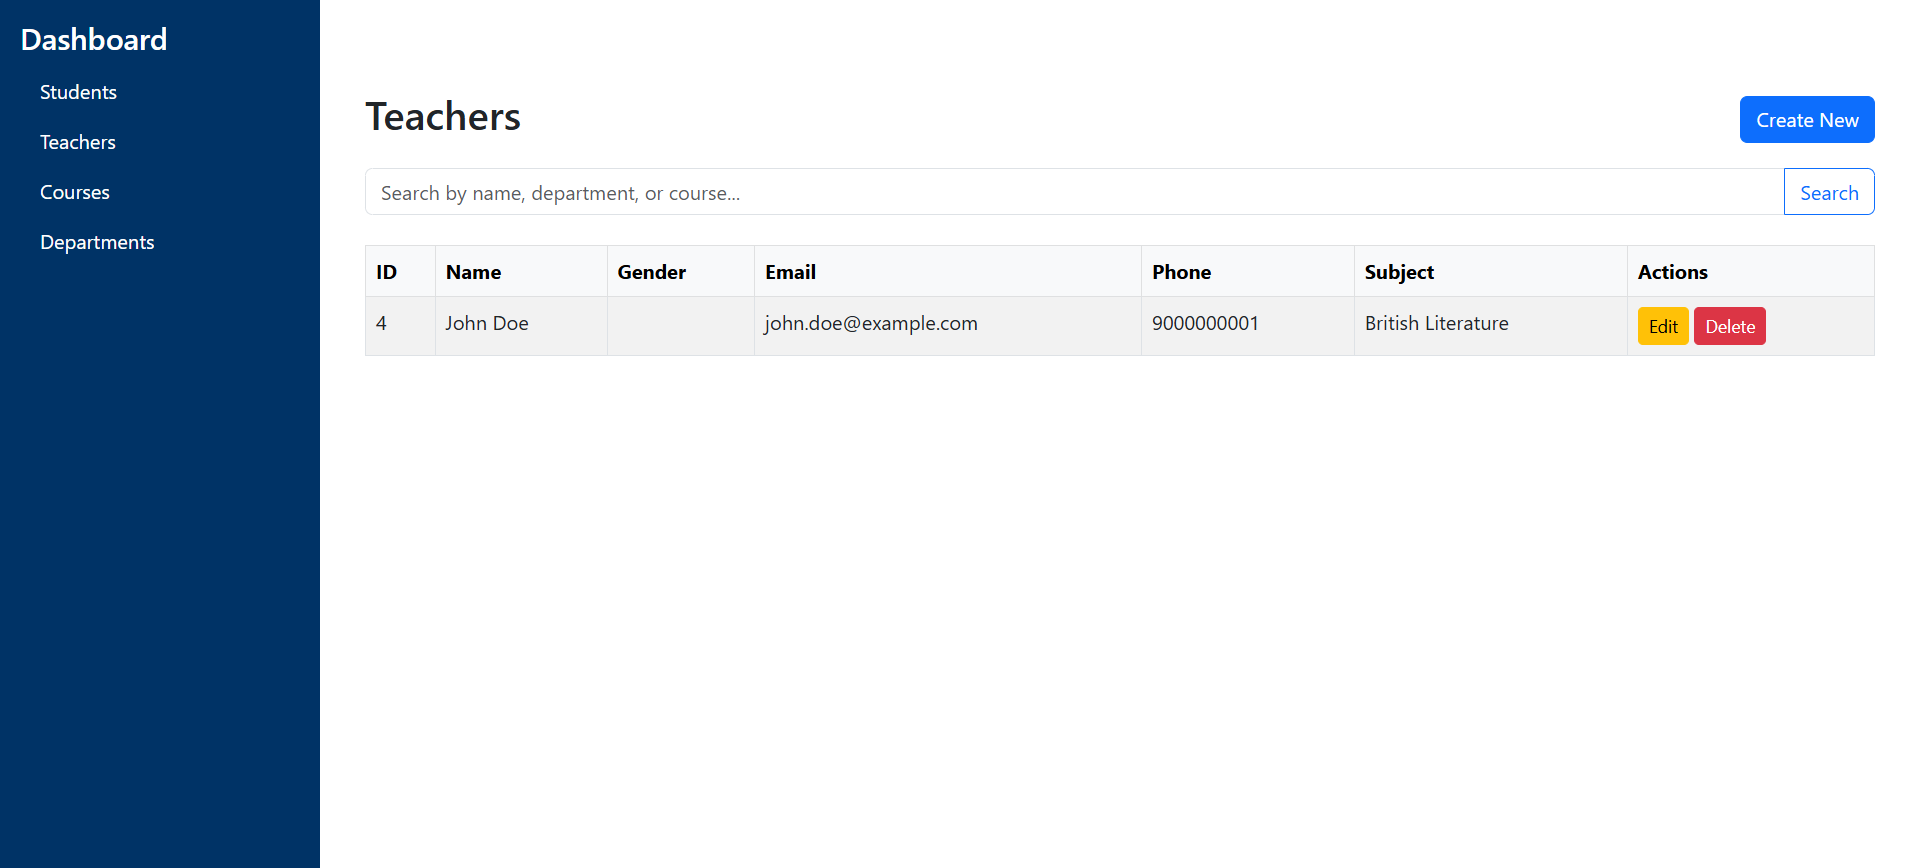 Dashboard
Students
Teachers
Courses
Departments
Teachers
Create New
Search by name, department, or course...
Search
ID Name Gender Email Phone Subject Actions
4 John Doe john.doe@example.com 9000000001 British Literature Edit Delete